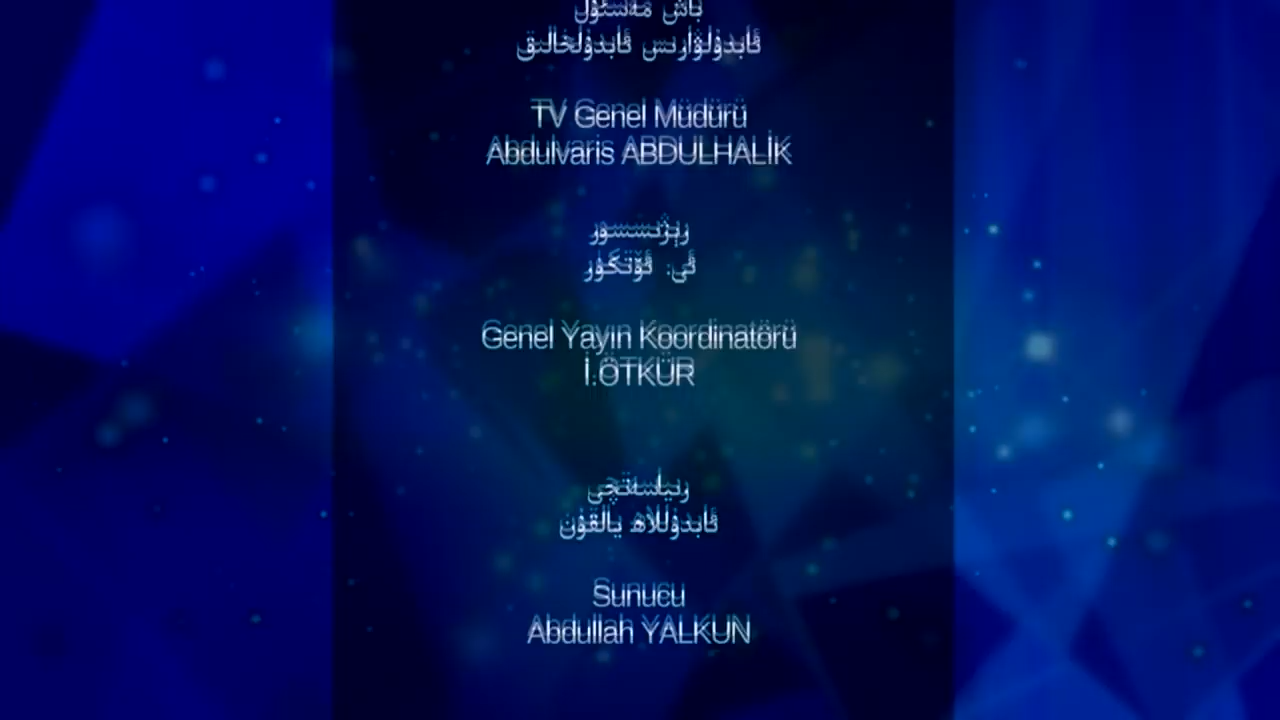 باش مەسئۇل
ئابدۇلۋارىس ئابدۇلخالىق
TV Genel Müdürü
Abdulvaris ABDULHALİK
رېژىسسور
ئى: ئۆتكۈر
Genel Yayın Koordinatörü
İ.ÖTKÜR
رىياسەتچى
ئابدۇللاھ يالقۇن
Sunucu
Abdullah YALKUN